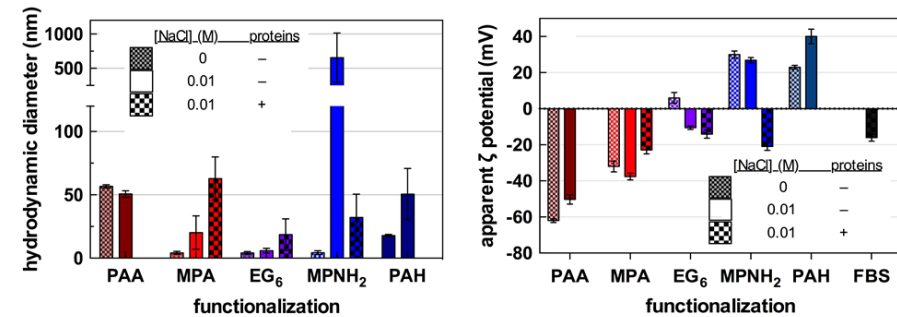 hydrodynamic diameter (nm)
1000
500
100
50
0
[NaCl] (M) proteins
0 –
0.01 –
0.01 +
PAA MPA EG6 MPNH2 PAH
functionalization
apparent ζ potential (mV)
40
20
0
-20
-40
-60
-80
[NaCl] (M) proteins
0 –
0.01 –
0.01 +
PAA MPA EG6 MPNH2 PAH FBS
functionalization